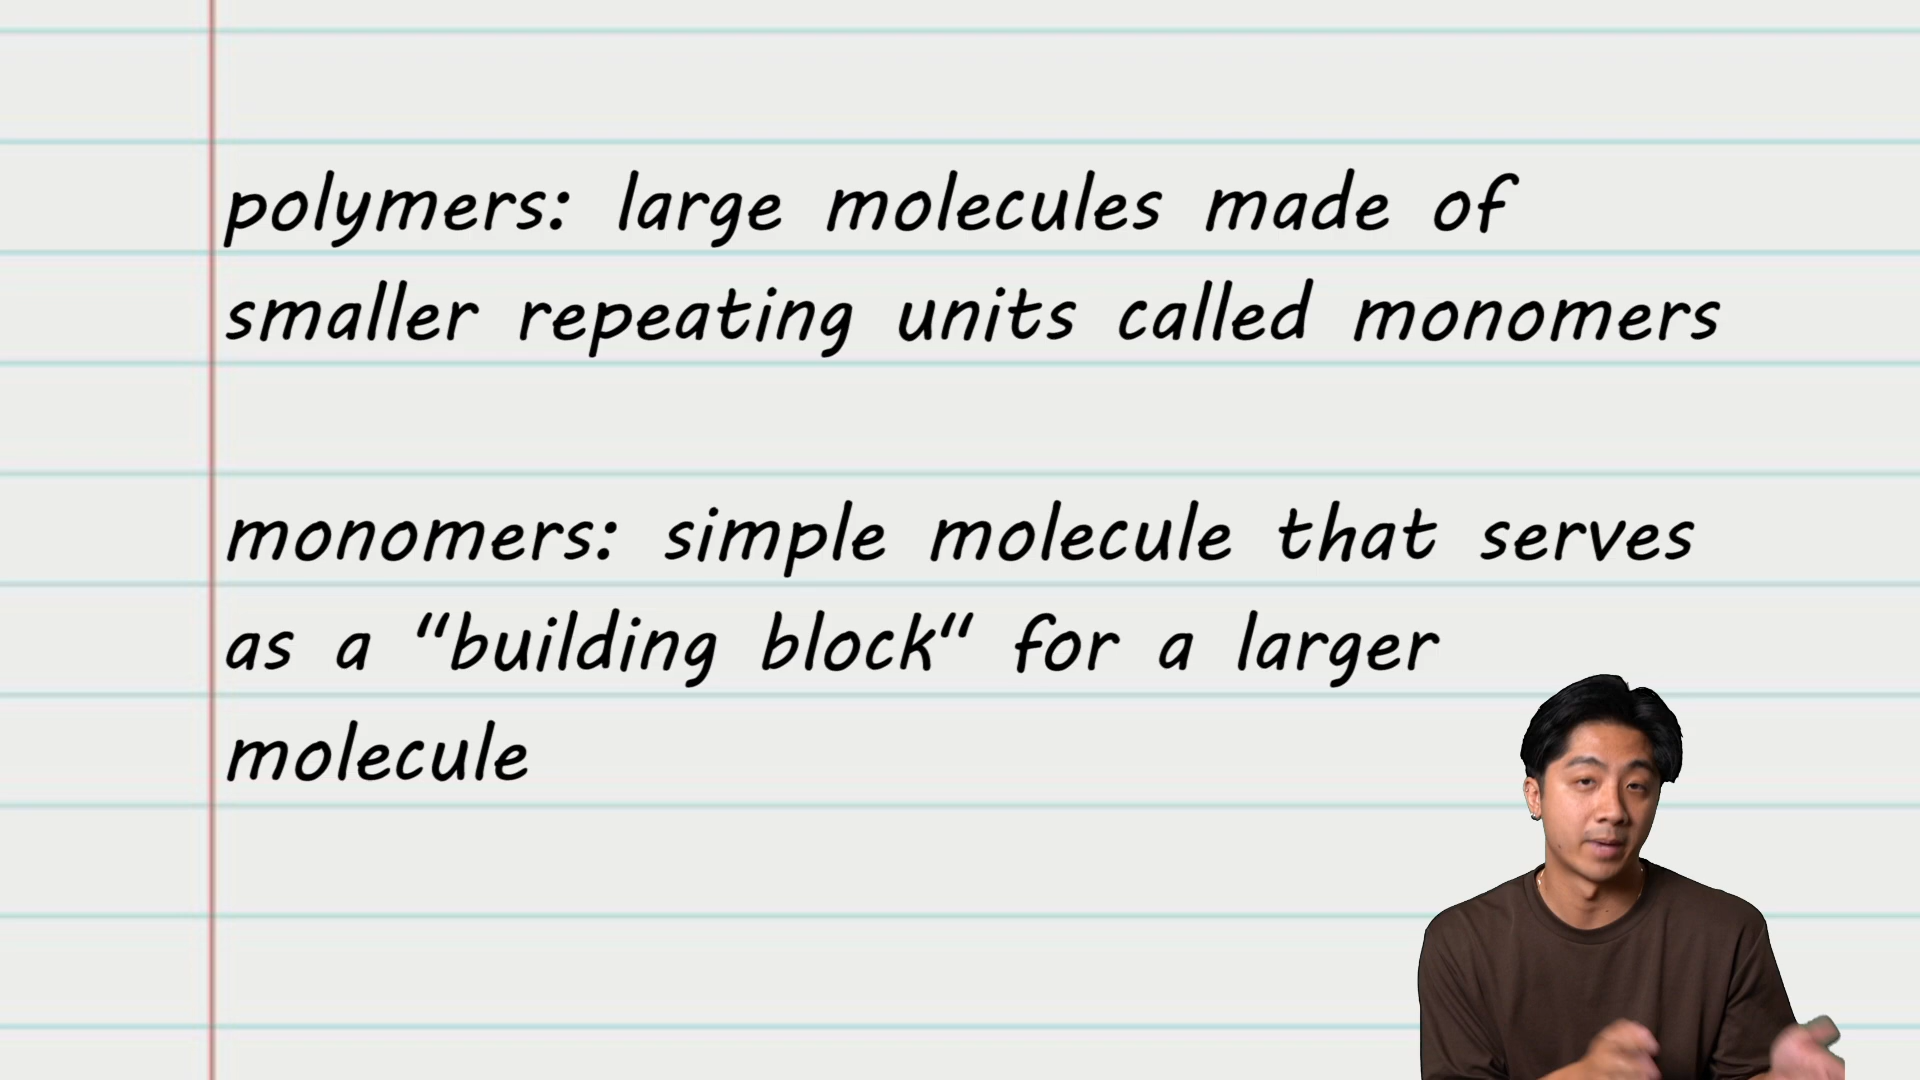 polymers: large molecules made of
smaller repeating units called monomers
monomers: simple molecule that serves
as a “building block“ for a larger
molecule